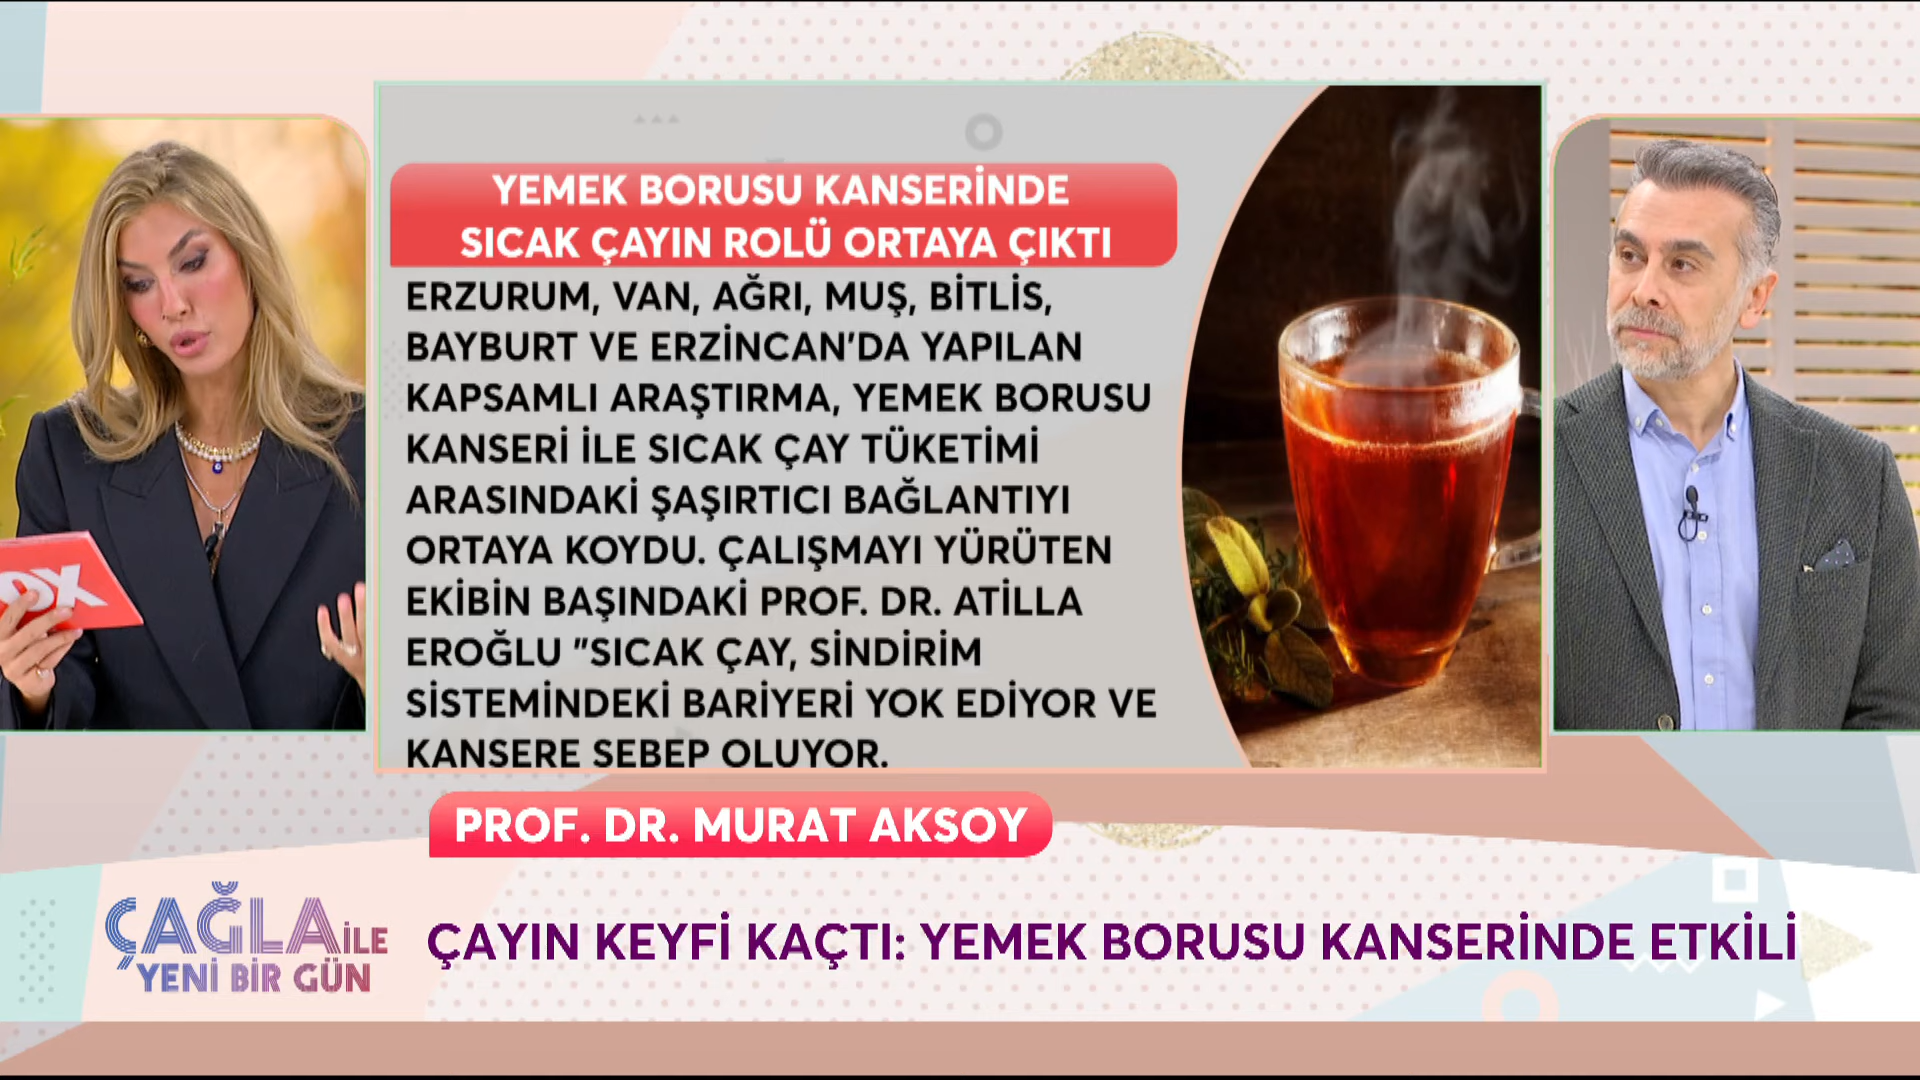 YEMEK BORUSU KANSERİNDE
SICAK ÇAYIN ROLÜ ORTAYA ÇIKTI
ERZURUM, VAN, AĞRI, MUŞ, BİTLİS,
BAYBURT VE ERZİNCAN'DA YAPILAN
KAPSAMLI ARAŞTIRMA, YEMEK BORUSU
KANSERİ İLE SICAK ÇAY TÜKETİMİ
ARASINDAKİ ŞAŞIRTICI BAĞLANTIYI
ORTAYA KOYDU. ÇALIŞMAYI YÜRÜTEN
EKİBİN BAŞINDAKİ PROF. DR. ATİLLA
EROĞLU "SICAK ÇAY, SİNDİRİM
SİSTEMİNDEKİ BARİYERİ YOK EDİYOR VE
KANSERE SEBEP OLUYOR.
OX
PROF. DR. MURAT AKSOY
ÇAĞLA İLE
YENİ BİR GÜN
ÇAYIN KEYFİ KAÇTI: YEMEK BORUSU KANSERİNDE ETKİLİ